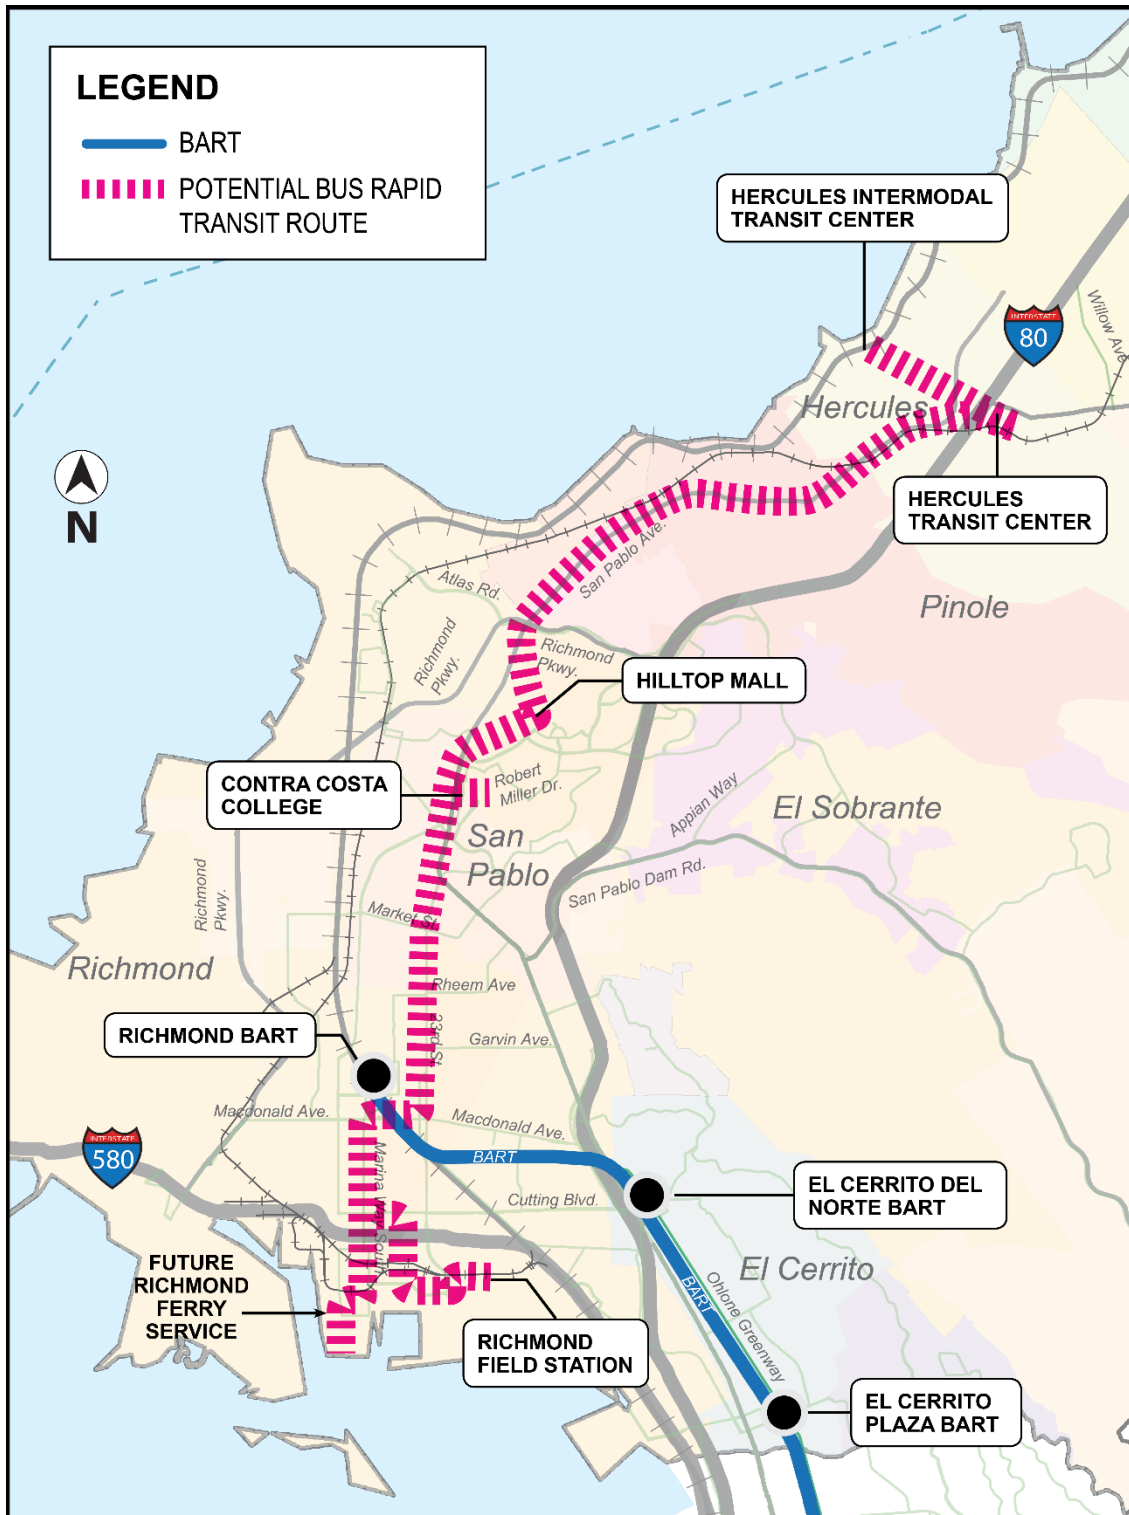 LEGEND
BART
POTENTIAL BUS RAPID
TRANSIT ROUTE
HERCULES INTERMODAL
TRANSIT CENTER
Willow Ave
INTERSTATE
80
Hercules
HERCULES
TRANSIT CENTER
N
San Pablo Ave.
Atlas Rd.
Pinole
Richmond
Pkwy.
Richmond
Pkwy.
HILLTOP MALL
CONTRA COSTA
COLLEGE
Robert
Miller Dr.
Appian Way
El Sobrante
San
Pablo
San Pablo Dam Rd.
Richmond
Pkwy.
Market St.
Richmond
Rheem Ave
23rd St.
Garvin Ave.
RICHMOND BART
Macdonald Ave.
Macdonald Ave.
INTERSTATE
580
BART
Marina Way South
Cutting Blvd.
EL CERRITO DEL
NORTE BART
FUTURE
RICHMOND
FERRY
SERVICE
El Cerrito
BART
Ohlone Greenway
RICHMOND
FIELD STATION
EL CERRITO
PLAZA BART